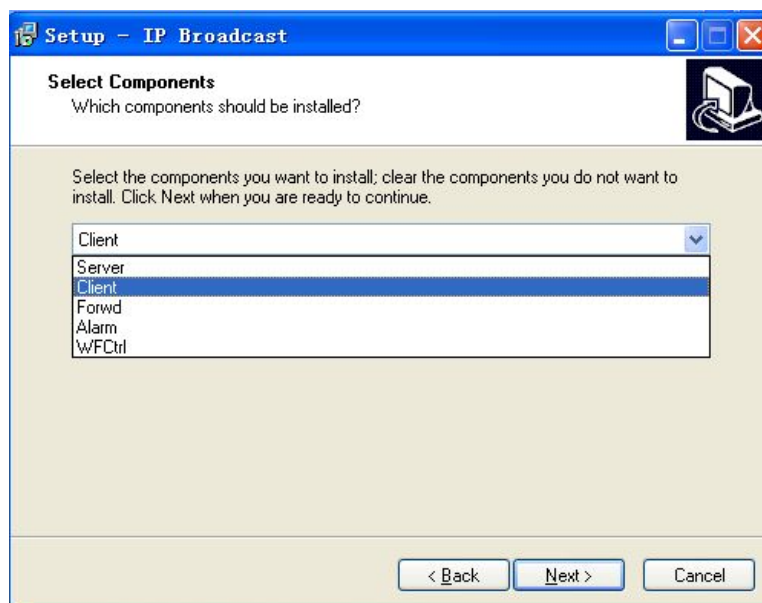 Setup - IP Broadcast
Select Components
Which components should be installed?
Select the components you want to install; clear the components you do not want to
install. Click Next when you are ready to continue.
Client
Server
Client
Forwd
Alarm
WFCtrl
< Back
Next >
Cancel